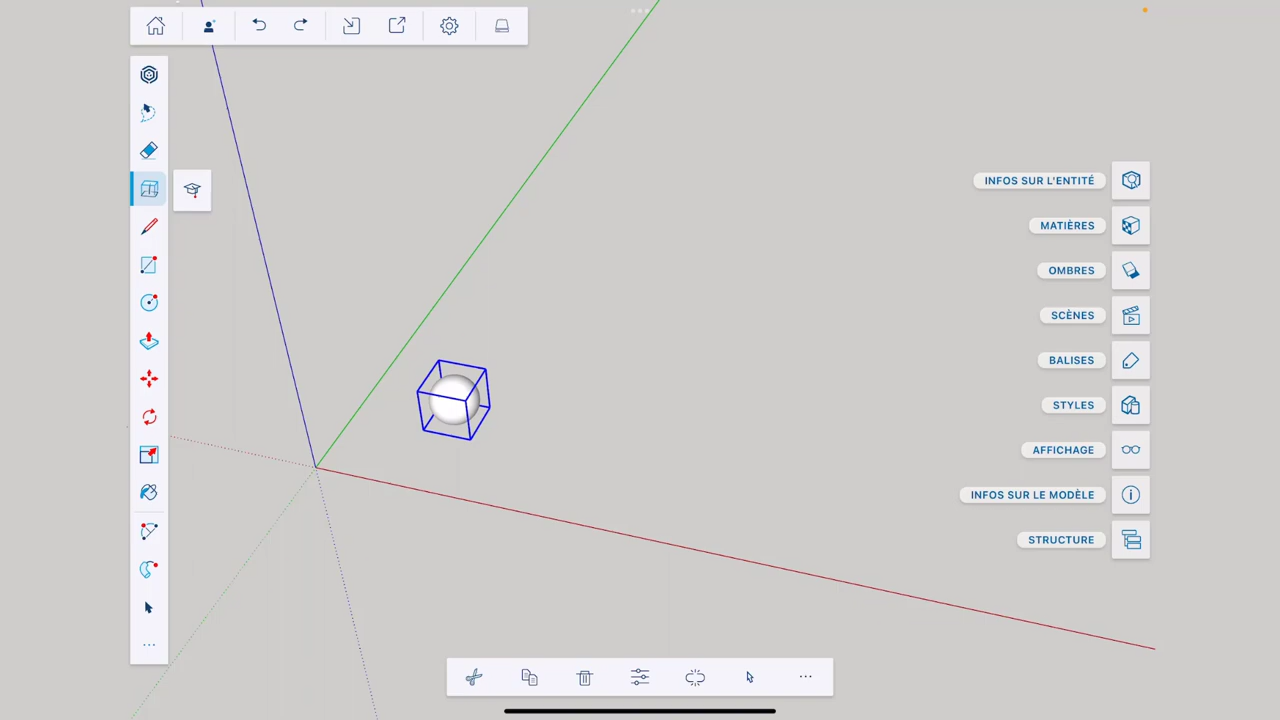 INFOS SUR L'ENTITÉ
MATIÈRES
OMBRES
SCÈNES
BALISES
STYLES
AFFICHAGE
INFOS SUR LE MODÈLE
STRUCTURE